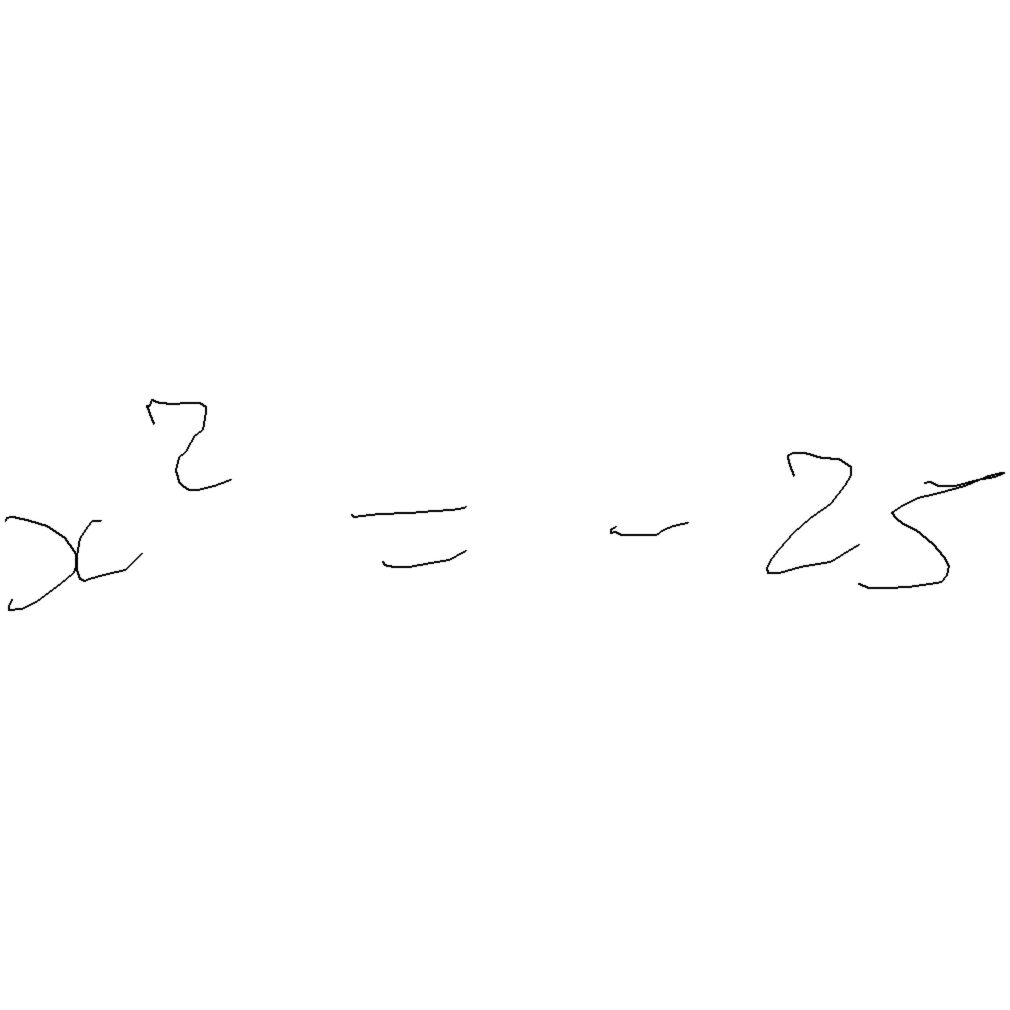 x² = -25